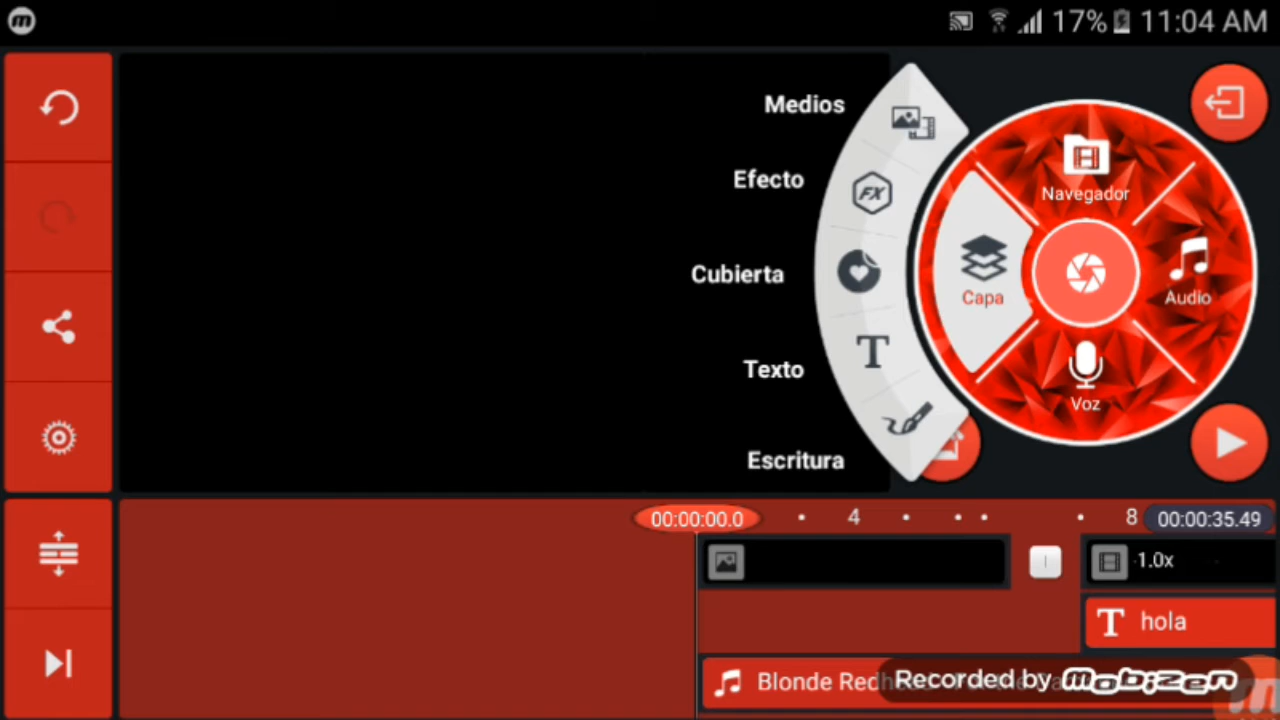 17% 11:04 AM
Medios
Efecto
Cubierta
Texto
Escritura
Navegador
Capa
Audio
Voz
00:00:00.0 4 8 00:00:35.49
1.0x
T hola
Blonde
Recorded by mobizen